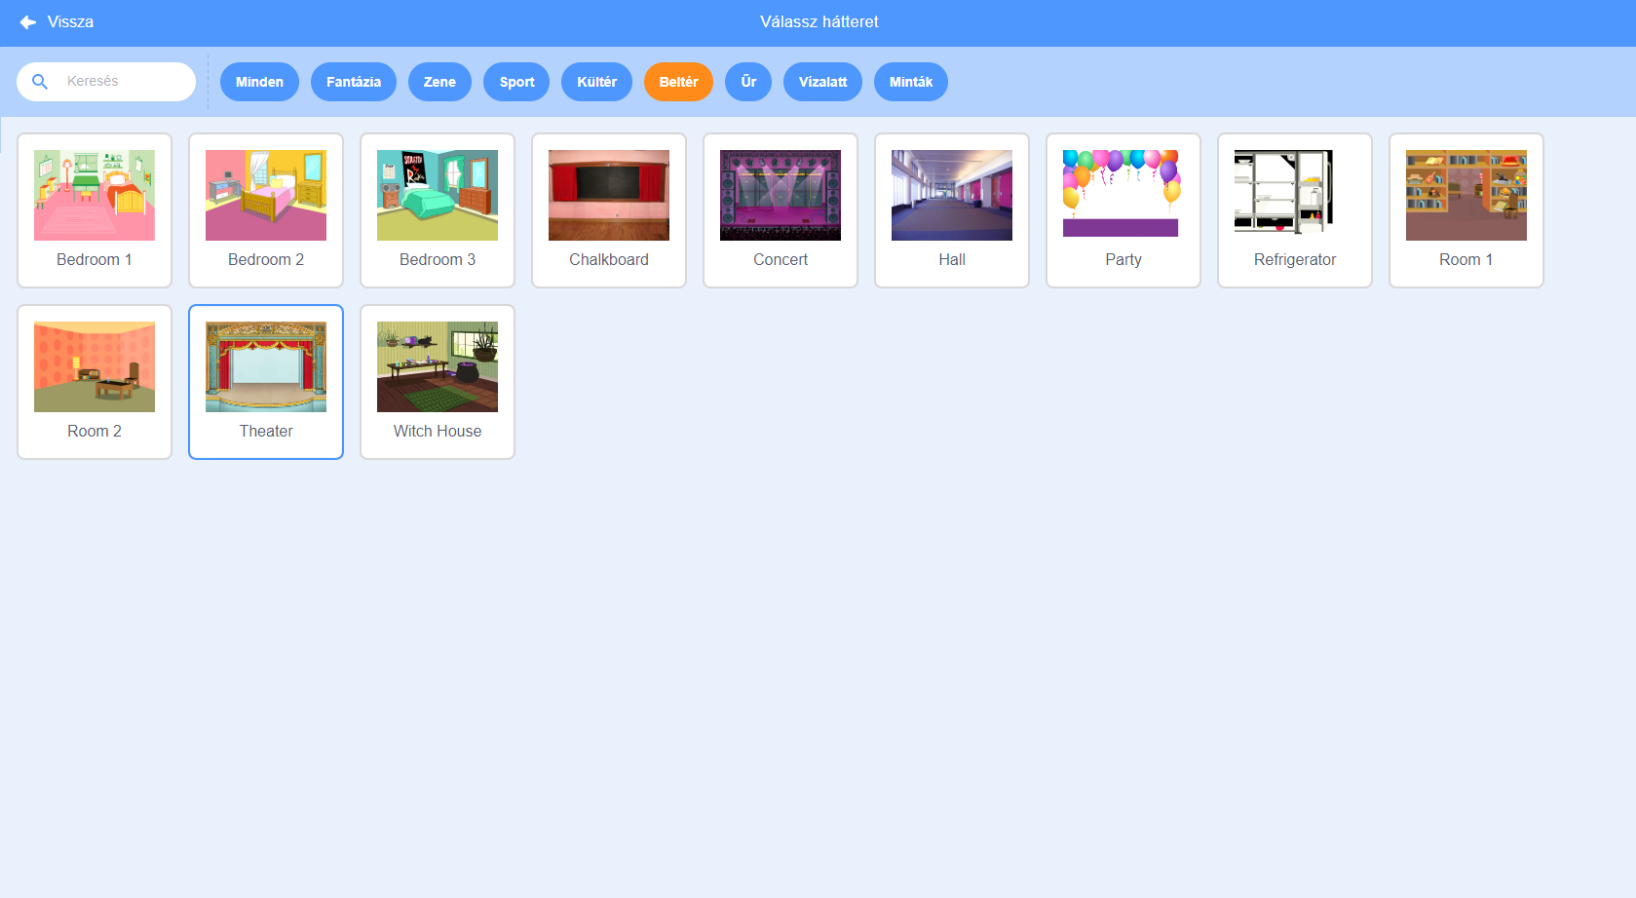 Vissza
Válassz hátteret
Keresés
Minden
Fantázia
Zene
Sport
Kültér
Beltér
Űr
Vízalatt
Minták
Bedroom 1
Bedroom 2
Bedroom 3
Chalkboard
Concert
Hall
Party
Refrigerator
Room 1
Room 2
Theater
Witch House